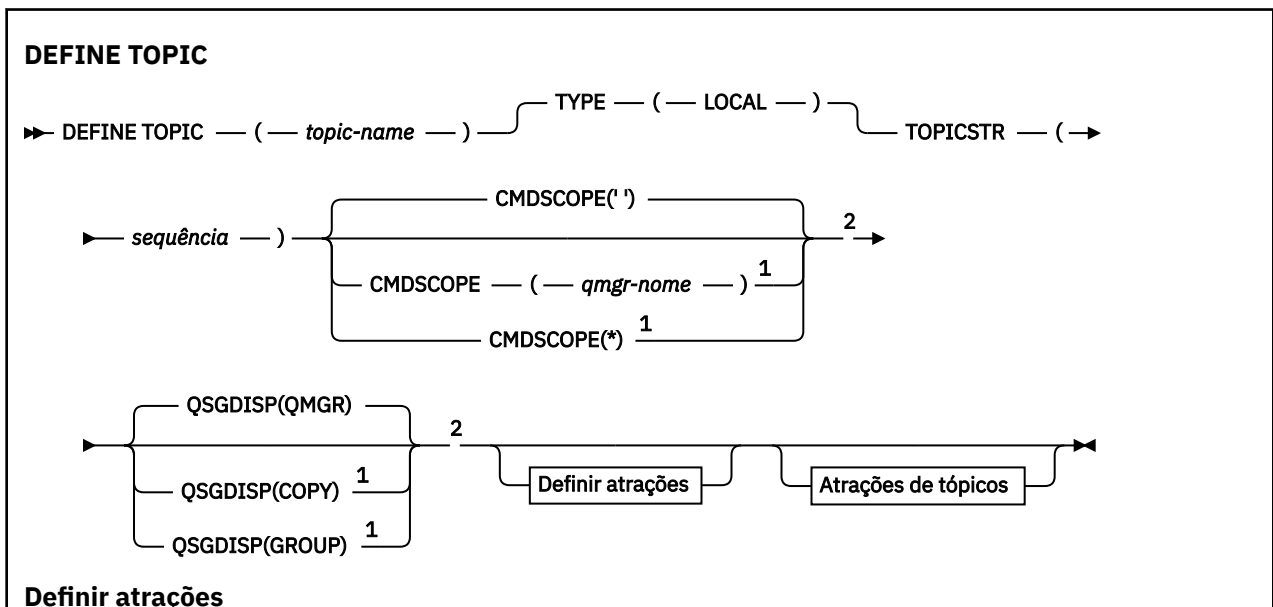 DEFINE TOPIC
TYPE ( LOCAL )
DEFINE TOPIC ( topic-name ) TOPICSTR (
CMDSCOPE(' ')
sequência ) 2
CMDSCOPE ( qmgr-nome ) 1
CMDSCOPE(*) 1
QSGDISP(QMGR)
2
QSGDISP(COPY) 1 Definir atrações Atrações de tópicos
QSGDISP(GROUP) 1
Definir atrações